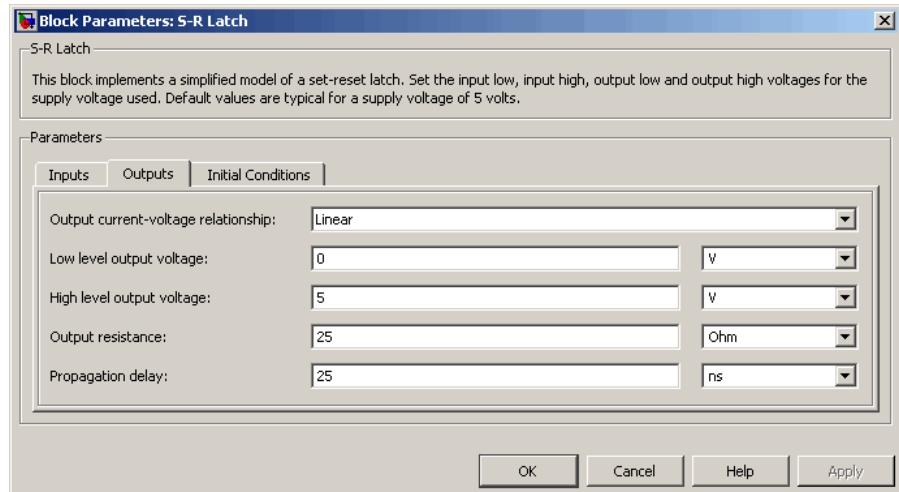 Block Parameters: S-R Latch
S-R Latch
This block implements a simplified model of a set-reset latch. Set the input low, input high, output low and output high voltages for the
supply voltage used. Default values are typical for a supply voltage of 5 volts.
Parameters
Inputs Outputs Initial Conditions
Output current-voltage relationship: Linear
Low level output voltage: 0 V
High level output voltage: 5 V
Output resistance: 25 Ohm
Propagation delay: 25 ns
OK Cancel Help Apply